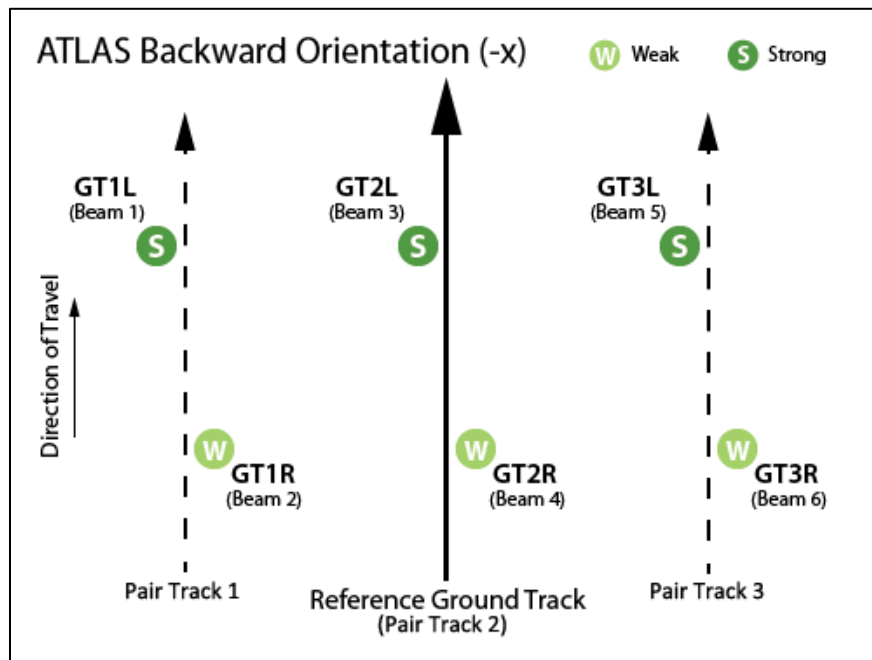 ATLAS Backward Orientation (-x)
W Weak
S Strong
GT1L
(Beam 1)
S
GT2L
(Beam 3)
S
GT3L
(Beam 5)
S
Direction of Travel
W
GT1R
(Beam 2)
W
GT2R
(Beam 4)
W
GT3R
(Beam 6)
Pair Track 1
Reference Ground Track
(Pair Track 2)
Pair Track 3